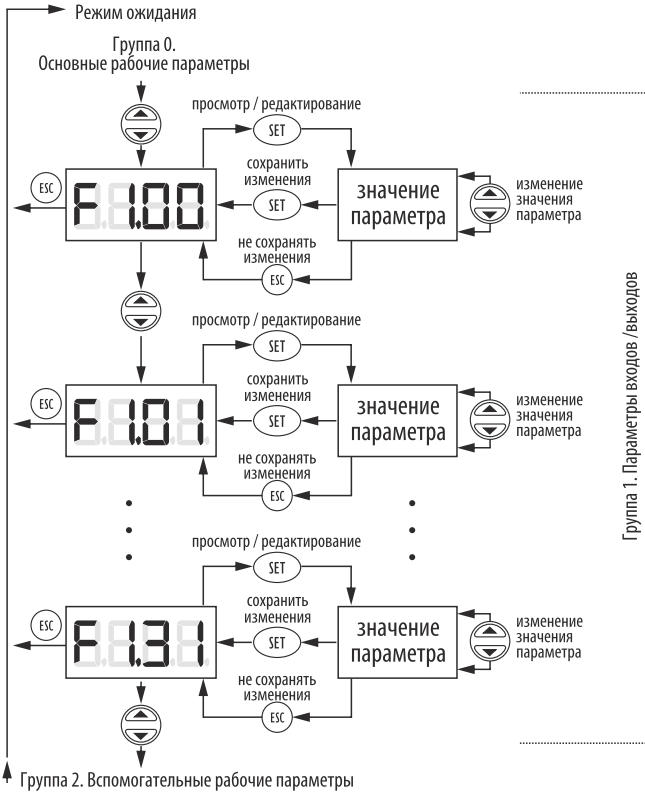 Режим ожидания
Группа 0.
Основные рабочие параметры
просмотр / редактирование
SET
сохранить
изменения
SET
ESC
F 1.00
значение
параметра
изменение
значения
параметра
не сохранять
изменения
ESC
просмотр / редактирование
SET
сохранить
изменения
SET
ESC
F 1.01
значение
параметра
изменение
значения
параметра
не сохранять
изменения
ESC
просмотр / редактирование
SET
сохранить
изменения
SET
ESC
F 1.31
значение
параметра
изменение
значения
параметра
не сохранять
изменения
ESC
Группа 1. Параметры входов /выходов
Группа 2. Вспомогательные рабочие параметры